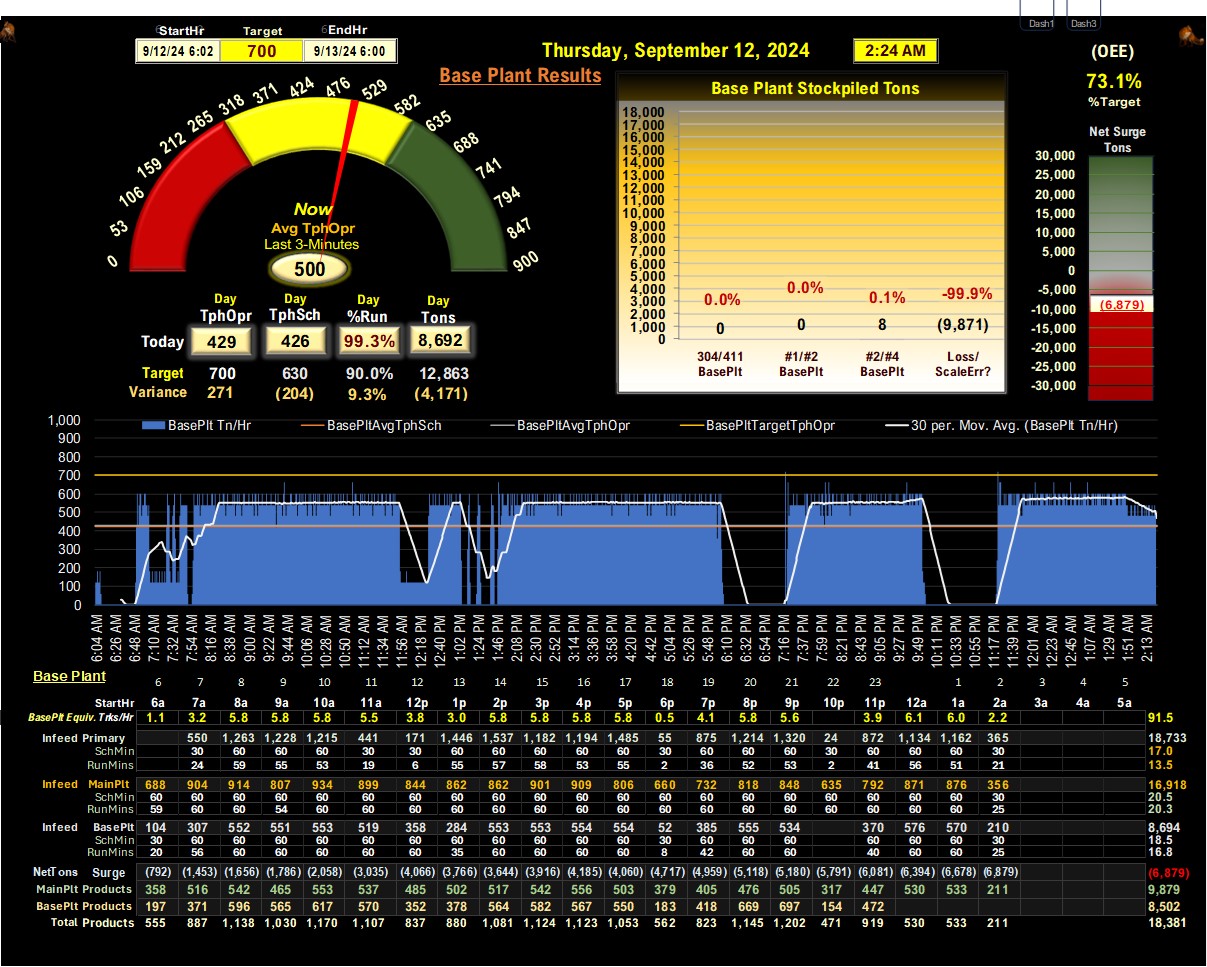 Dash1 Dash3
StartHr Target EndHr
9/12/24 6:02 700 9/13/24 6:00
Thursday, September 12, 2024 2:24 AM
(OEE)
73.1%
%Target
Base Plant Results
0 53 106 159 212 265 318 371 424 476 529 582 635 688 741 794 847 900
Now
Avg TphOpr
Last 3-Minutes
500
Day Day Day Day
TphOpr TphSch %Run Tons
Today 429 426 99.3% 8,692
Target 700 630 90.0% 12,863
Variance 271 (204) 9.3% (4,171)
Base Plant Stockpiled Tons
18,000
17,000
16,000
15,000
14,000
13,000
12,000
11,000
10,000
9,000
8,000
7,000
6,000
5,000
4,000
3,000
2,000
1,000
0
0.0% 0.0% 0.1% -99.9%
0 0 8 (9,871)
304/411 #1/#2 #2/#4 Loss/
BasePlt BasePlt BasePlt ScaleErr?
Net Surge
Tons
30,000
25,000
20,000
15,000
10,000
5,000
0
-5,000
(6,879)
-10,000
-15,000
-20,000
-25,000
-30,000
BasePlt Tn/Hr BasePltAvgTphSch BasePltAvgTphOpr BasePltTargetTphOpr 30 per. Mov. Avg. (BasePlt Tn/Hr)
1,000
900
800
700
600
500
400
300
200
100
0
6:04 AM 6:26 AM 6:48 AM 7:10 AM 7:32 AM 7:54 AM 8:16 AM 8:38 AM 9:00 AM 9:22 AM 9:44 AM 10:06 AM 10:28 AM 10:50 AM 11:12 AM 11:34 AM 11:56 AM 12:18 PM 12:40 PM 1:02 PM 1:24 PM 1:46 PM 2:08 PM 2:30 PM 2:52 PM 3:14 PM 3:36 PM 3:58 PM 4:20 PM 4:42 PM 5:04 PM 5:26 PM 5:48 PM 6:10 PM 6:32 PM 6:54 PM 7:16 PM 7:37 PM 7:59 PM 8:21 PM 8:43 PM 9:05 PM 9:27 PM 9:49 PM 10:11 PM 10:33 PM 10:55 PM 11:17 PM 11:39 PM 12:01 AM 12:23 AM 12:45 AM 1:07 AM 1:29 AM 1:51 AM 2:13 AM
Base Plant
6 7 8 9 10 11 12 13 14 15 16 17 18 19 20 21 22 23 1 2 3 4 5
StartHr 6a 7a 8a 9a 10a 11a 12p 1p 2p 3p 4p 5p 6p 7p 8p 9p 10p 11p 12a 1a 2a 3a 4a 5a
BasePlt Equiv. Trks/Hr 1.1 3.2 5.8 5.8 5.8 5.5 3.8 3.0 5.8 5.8 5.8 5.8 0.5 4.1 5.8 5.6 3.9 6.1 6.0 2.2 91.5
Infeed Primary 550 1,263 1,228 1,215 441 171 1,446 1,537 1,182 1,194 1,485 55 875 1,214 1,320 24 872 1,134 1,162 365 18,733
SchMin 30 60 60 60 30 30 60 60 60 60 60 30 60 60 60 30 60 60 60 30 17.0
RunMins 24 59 55 53 19 6 55 57 58 53 55 2 36 52 53 2 41 56 51 21 13.5
Infeed MainPlt 688 904 914 807 934 899 844 862 862 901 909 806 660 732 818 848 635 792 871 876 356 16,918
SchMin 60 60 60 60 60 60 60 60 60 60 60 60 60 60 60 60 60 60 60 60 30 20.5
RunMins 59 60 60 54 60 60 60 60 60 60 60 60 60 60 60 60 60 60 60 60 25 20.3
Infeed BasePlt 104 307 552 551 553 519 358 284 553 553 554 554 52 385 555 534 370 576 570 210 8,694
SchMin 30 60 60 60 60 60 60 60 60 60 60 60 30 60 60 60 60 60 60 30 18.5
RunMins 20 56 60 60 60 60 60 35 60 60 60 60 8 42 60 60 40 60 60 25 16.8
NetTons Surge (792) (1,453) (1,656) (1,786) (2,058) (3,035) (4,066) (3,766) (3,644) (3,916) (4,185) (4,060) (4,717) (4,959) (5,118) (5,180) (5,791) (6,081) (6,394) (6,678) (6,879) (6,879)
MainPlt Products 358 516 542 465 553 537 485 502 517 542 556 503 379 405 476 505 317 447 530 533 211 9,879
BasePlt Products 197 371 596 565 617 570 352 378 564 582 567 550 183 418 669 697 154 472 8,502
Total Products 555 887 1,138 1,030 1,170 1,107 837 880 1,081 1,124 1,123 1,053 562 823 1,145 1,202 471 919 530 533 211 18,381